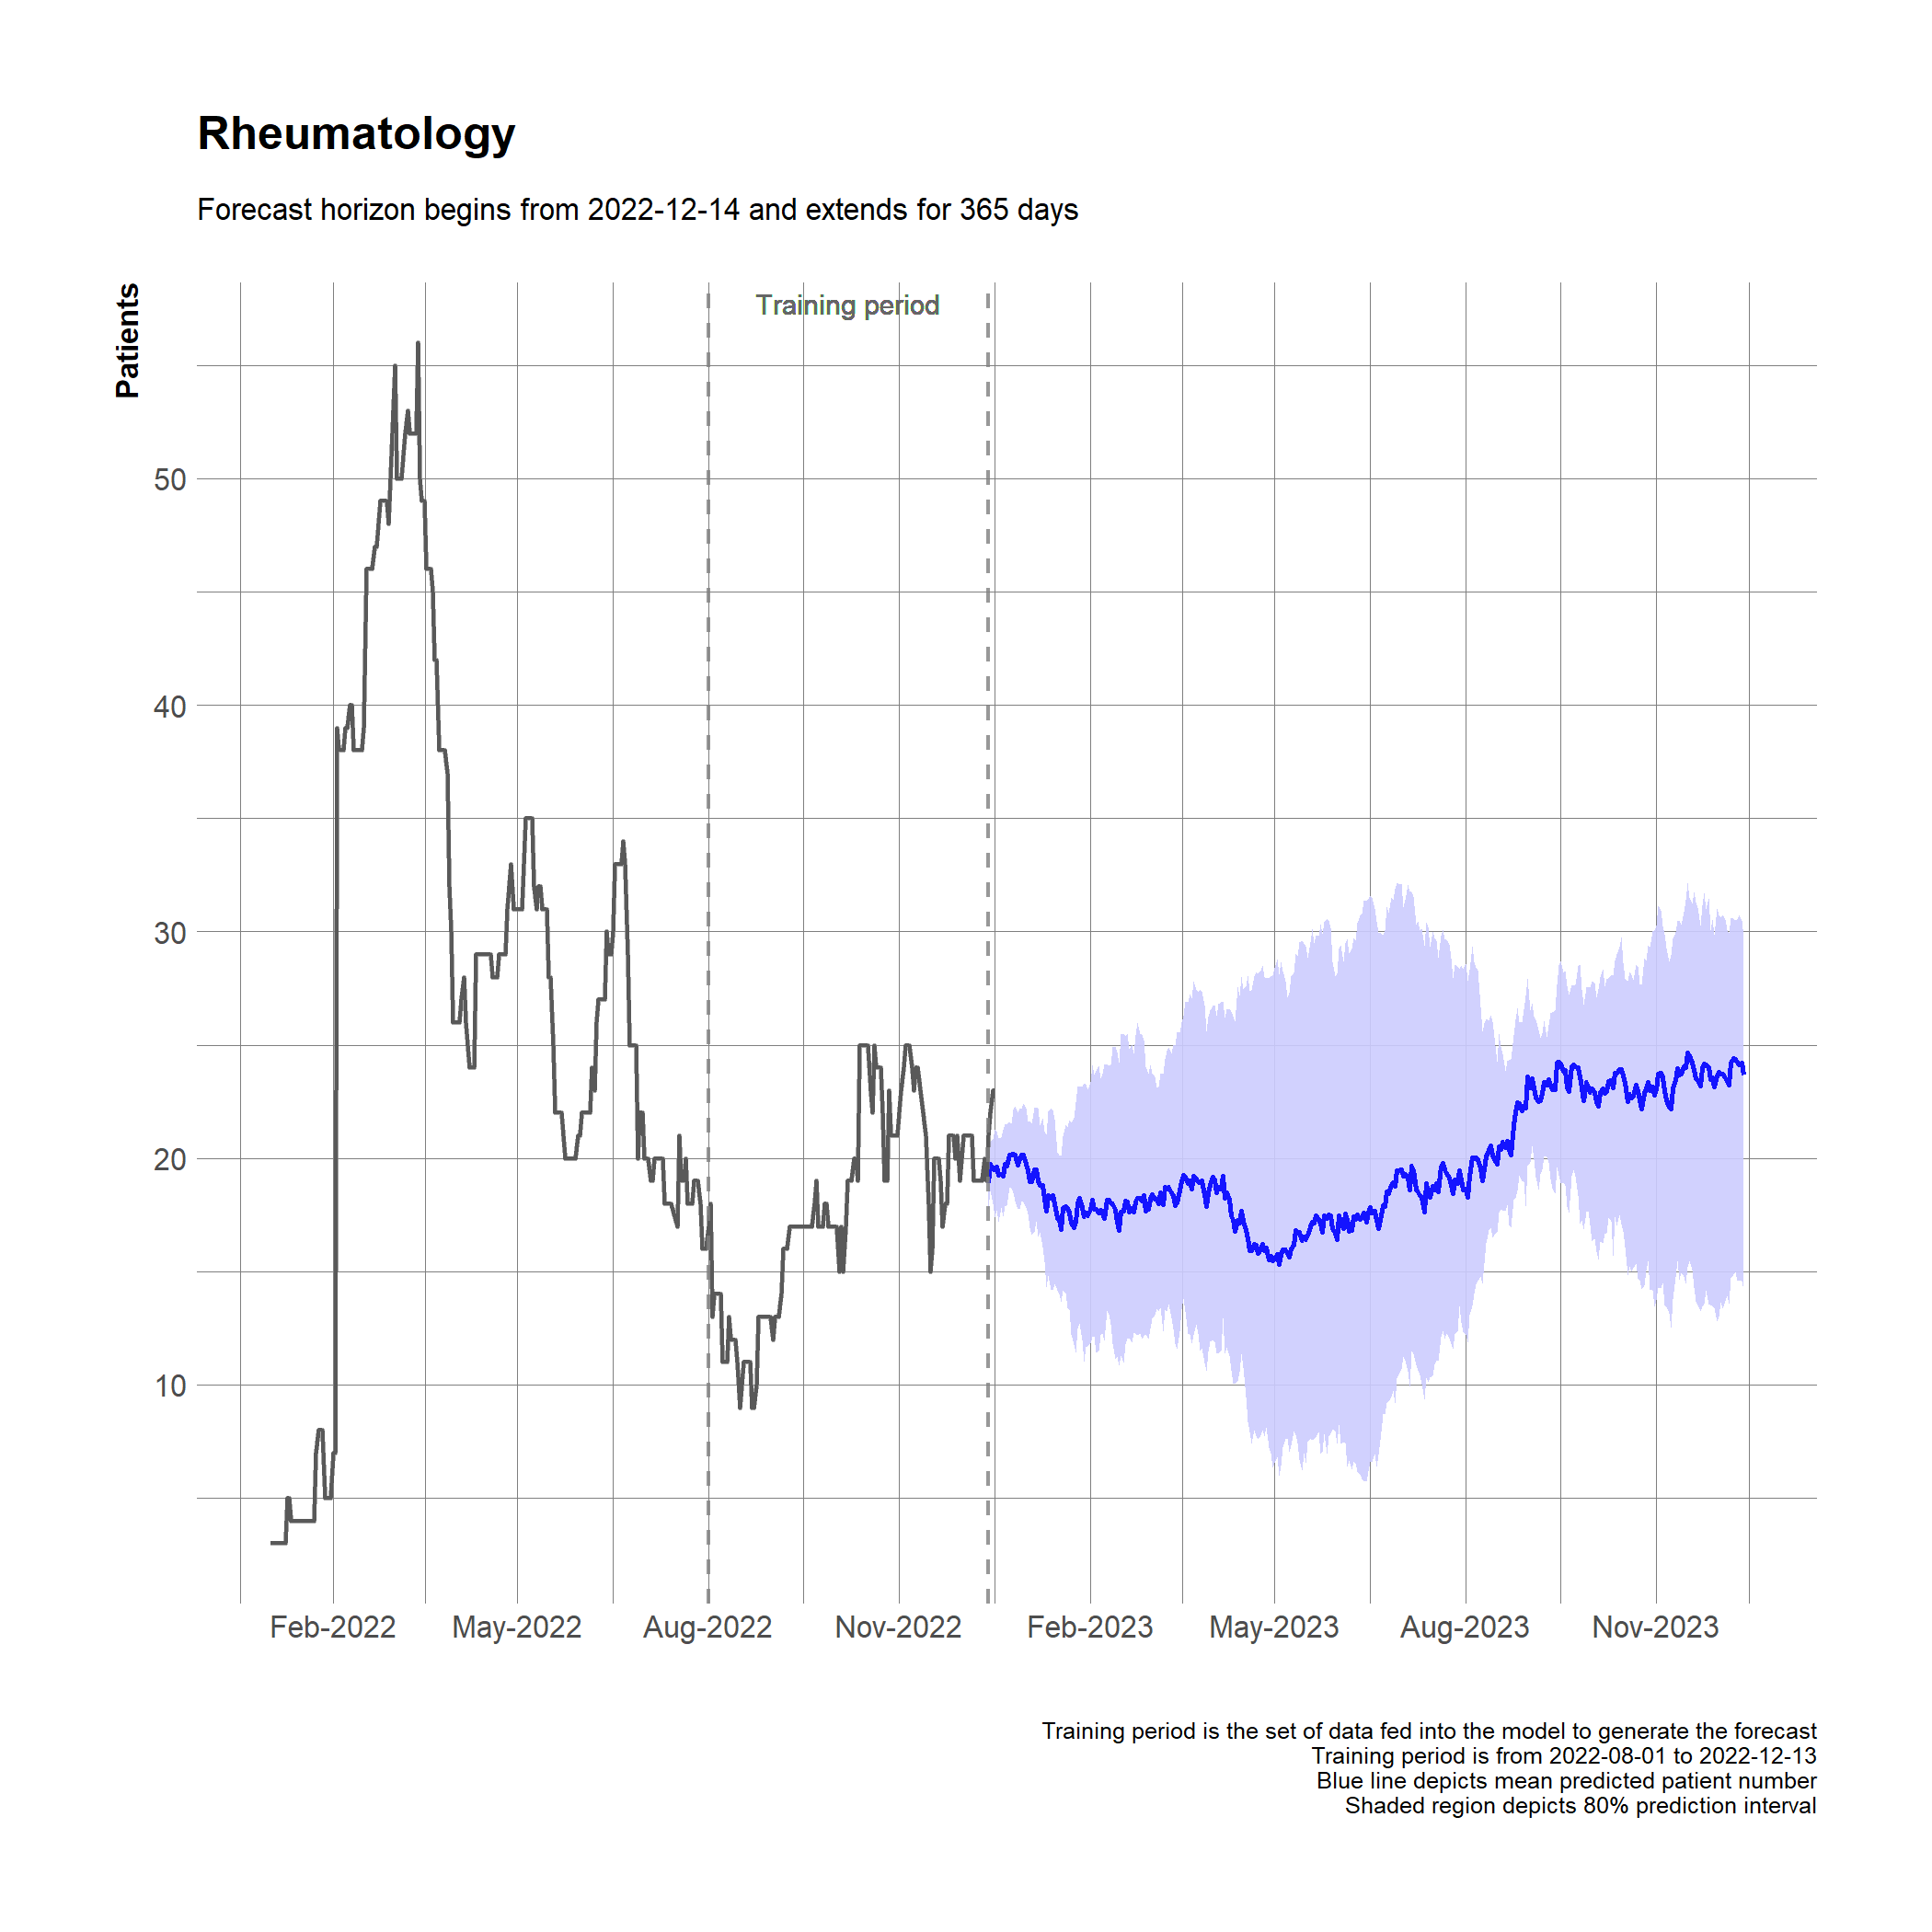 Rheumatology
Forecast horizon begins from 2022-12-14 and extends for 365 days
Patients
Training period
50
40
30
20
10
Feb-2022
May-2022
Aug-2022
Nov-2022
Feb-2023
May-2023
Aug-2023
Nov-2023
Training period is the set of data fed into the model to generate the forecast
Training period is from 2022-08-01 to 2022-12-13
Blue line depicts mean predicted patient number
Shaded region depicts 80% prediction interval